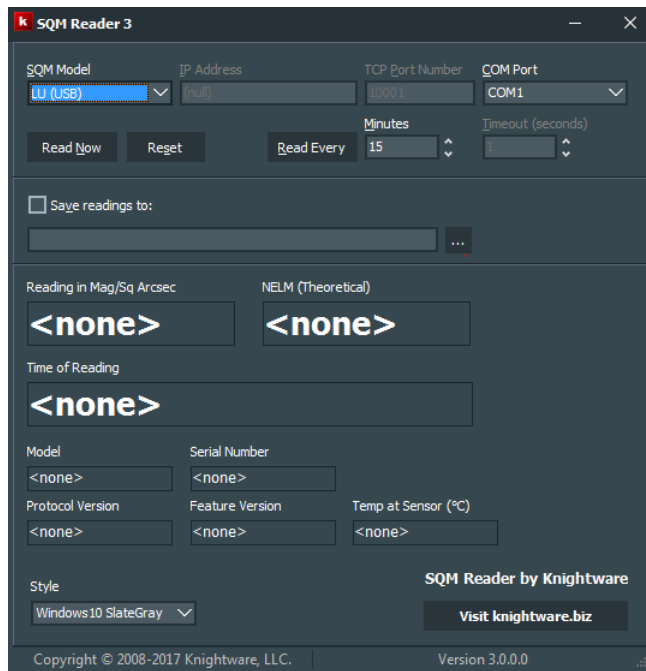 k SQM Reader 3
SQM Model IP Address TCP Port Number COM Port
LU (USB) (null) 10001 COM1
Minutes Timeout (seconds)
Read Now Reset Read Every 15 1
Save readings to:
...
Reading in Mag/Sq Arcsec NELM (Theoretical)
<none> <none>
Time of Reading
<none>
Model Serial Number
<none> <none>
Protocol Version Feature Version Temp at Sensor (°C)
<none> <none> <none>
Style SQM Reader by Knightware
Windows10 SlateGray Visit knightware.biz
Copyright © 2008-2017 Knightware, LLC. Version 3.0.0.0